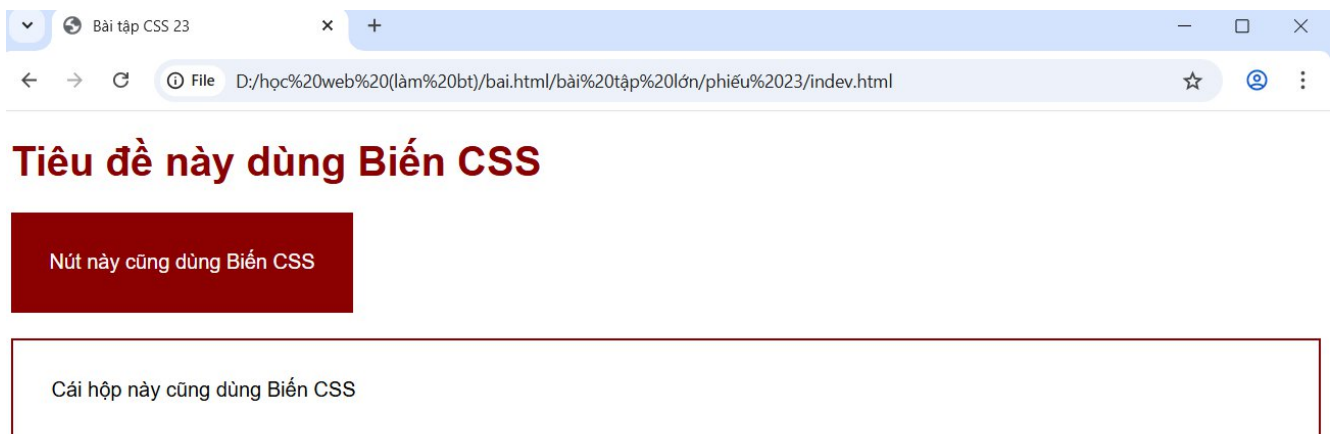 Bài tập CSS 23
File D:/học%20web%20(làm%20bt)/bai.html/bài%20tập%20lớn/phiếu%2023/indev.html
Tiêu đề này dùng Biến CSS
Nút này cũng dùng Biến CSS
Cái hộp này cũng dùng Biến CSS